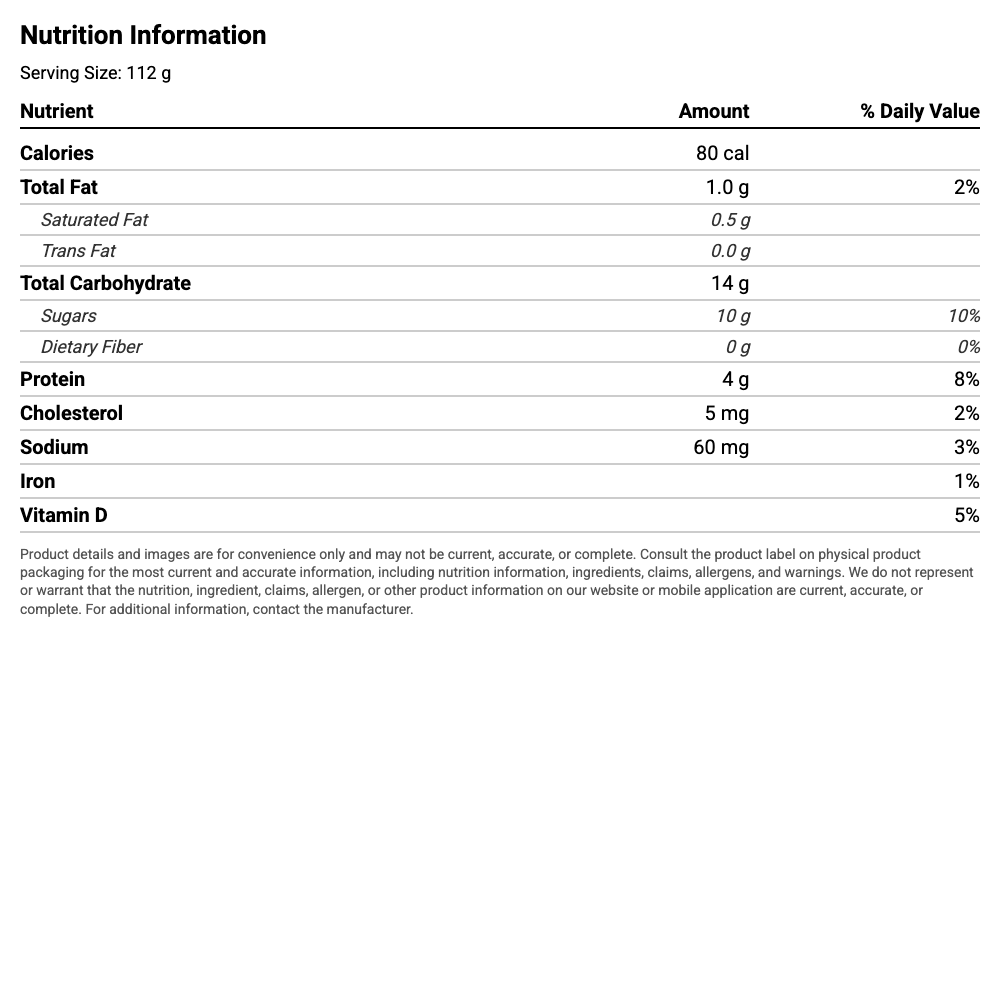 Nutrition Information
Serving Size: 112 g
Nutrient Amount % Daily Value
Calories 80 cal
Total Fat 1.0 g 2%
Saturated Fat 0.5 g
Trans Fat 0.0 g
Total Carbohydrate 14 g
Sugars 10 g 10%
Dietary Fiber 0 g 0%
Protein 4 g 8%
Cholesterol 5 mg 2%
Sodium 60 mg 3%
Iron 1%
Vitamin D 5%
Product details and images are for convenience only and may not be current, accurate, or complete. Consult the product label on physical product
packaging for the most current and accurate information, including nutrition information, ingredients, claims, allergens, and warnings. We do not represent
or warrant that the nutrition, ingredient, claims, allergen, or other product information on our website or mobile application are current, accurate, or
complete. For additional information, contact the manufacturer.